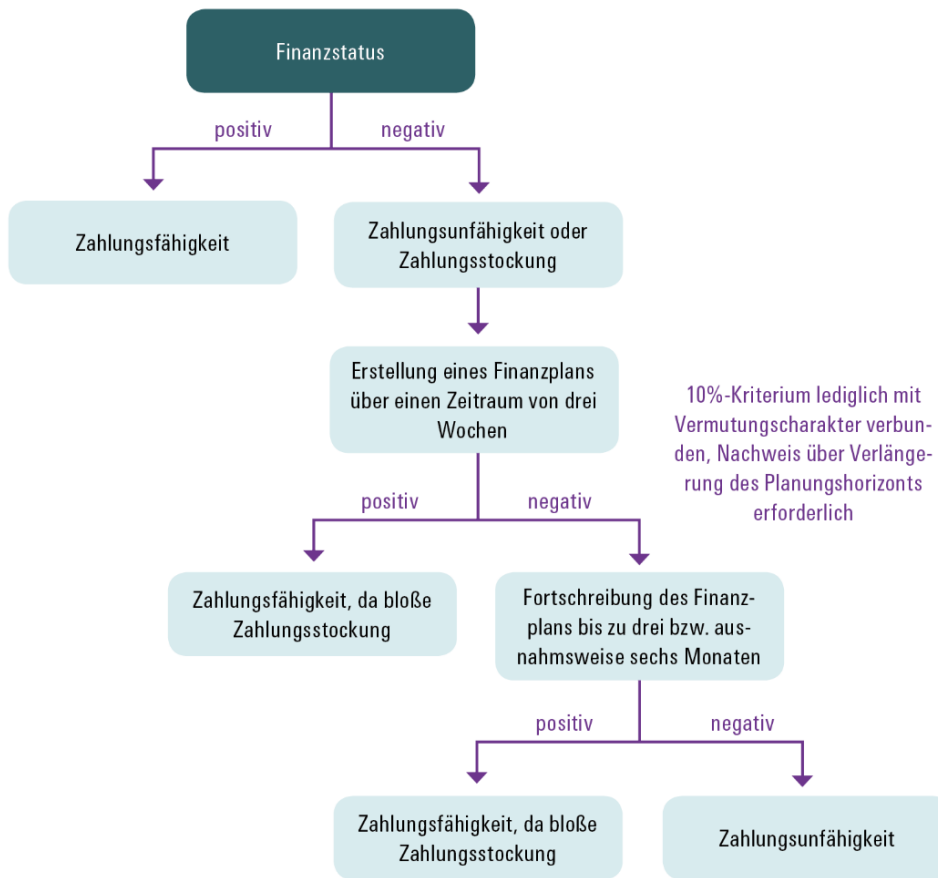 Finanzstatus
positiv
negativ
Zahlungsfähigkeit
Zahlungsunfähigkeit oder
Zahlungsstockung
Erstellung eines Finanzplans
über einen Zeitraum von drei
Wochen
10%-Kriterium lediglich mit
Vermutungscharakter verbun-
den, Nachweis über Verlänge-
rung des Planungshorizonts
erforderlich
positiv
negativ
Zahlungsfähigkeit, da bloße
Zahlungsstockung
Fortschreibung des Finanz-
plans bis zu drei bzw. aus-
nahmsweise sechs Monaten
positiv
negativ
Zahlungsfähigkeit, da bloße
Zahlungsstockung
Zahlungsunfähigkeit